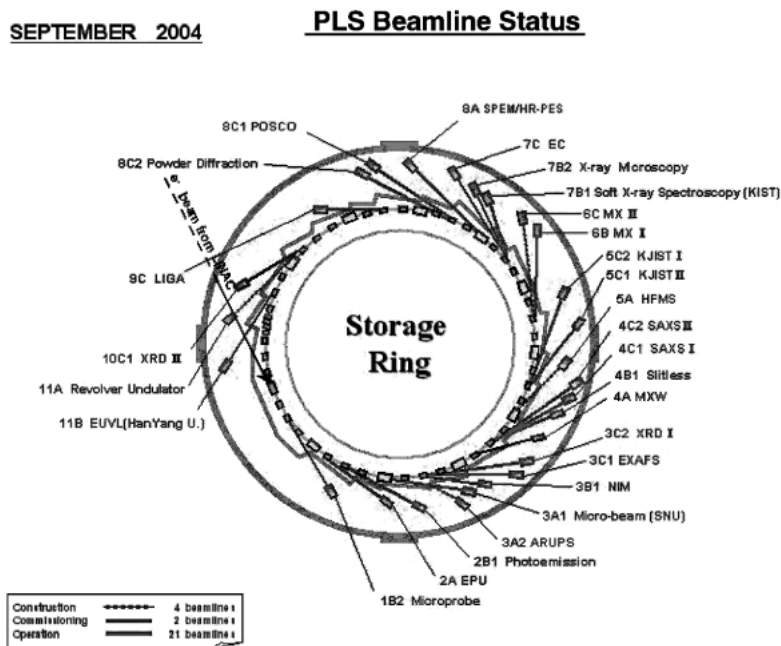 SEPTEMBER 2004
PLS Beamline Status
8A SPEM/HR-PES
8C1 POSCO
7C EC
8C2 Powder Diffraction
7B2 X-ray Microscopy
7B1 Soft X-ray Spectroscopy (KIST)
6C MX II
6B MX I
e- beam from LINAC
5C2 KJIST I
5C1 KJIST II
9C LIGA
5A HFMS
4C2 SAXS II
4C1 SAXS I
Storage
Ring
10C1 XRD II
4B1 Slitless
11A Revolver Undulator
4A MXW
11B EUVL(HanYang U.)
3C2 XRD I
3C1 EXAFS
3B1 NIM
3A1 Micro-beam (SNU)
3A2 ARUPS
2B1 Photoemission
2A EPU
1B2 Microprobe
Construction 4 beamlines
Commissioning 2 beamlines
Operation 21 beamlines